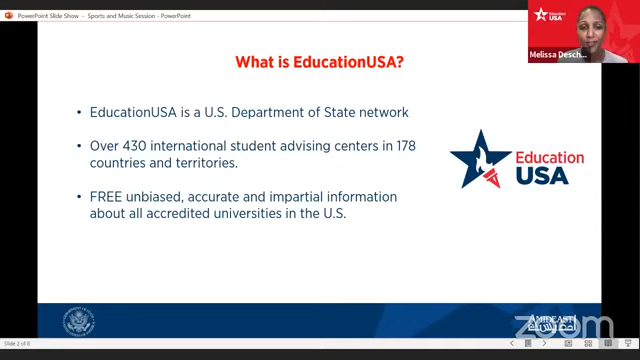 PowerPoint Slide Show - Sports and Music Session - PowerPoint
Education
USA
Melissa Desch...
What is EducationUSA?
• EducationUSA is a U.S. Department of State network
• Over 430 international student advising centers in 178
countries and territories.
• FREE unbiased, accurate and impartial information
about all accredited universities in the U.S.
Education
USA
AMIDEAST
أمديست
zoom
Slide 2 of 8